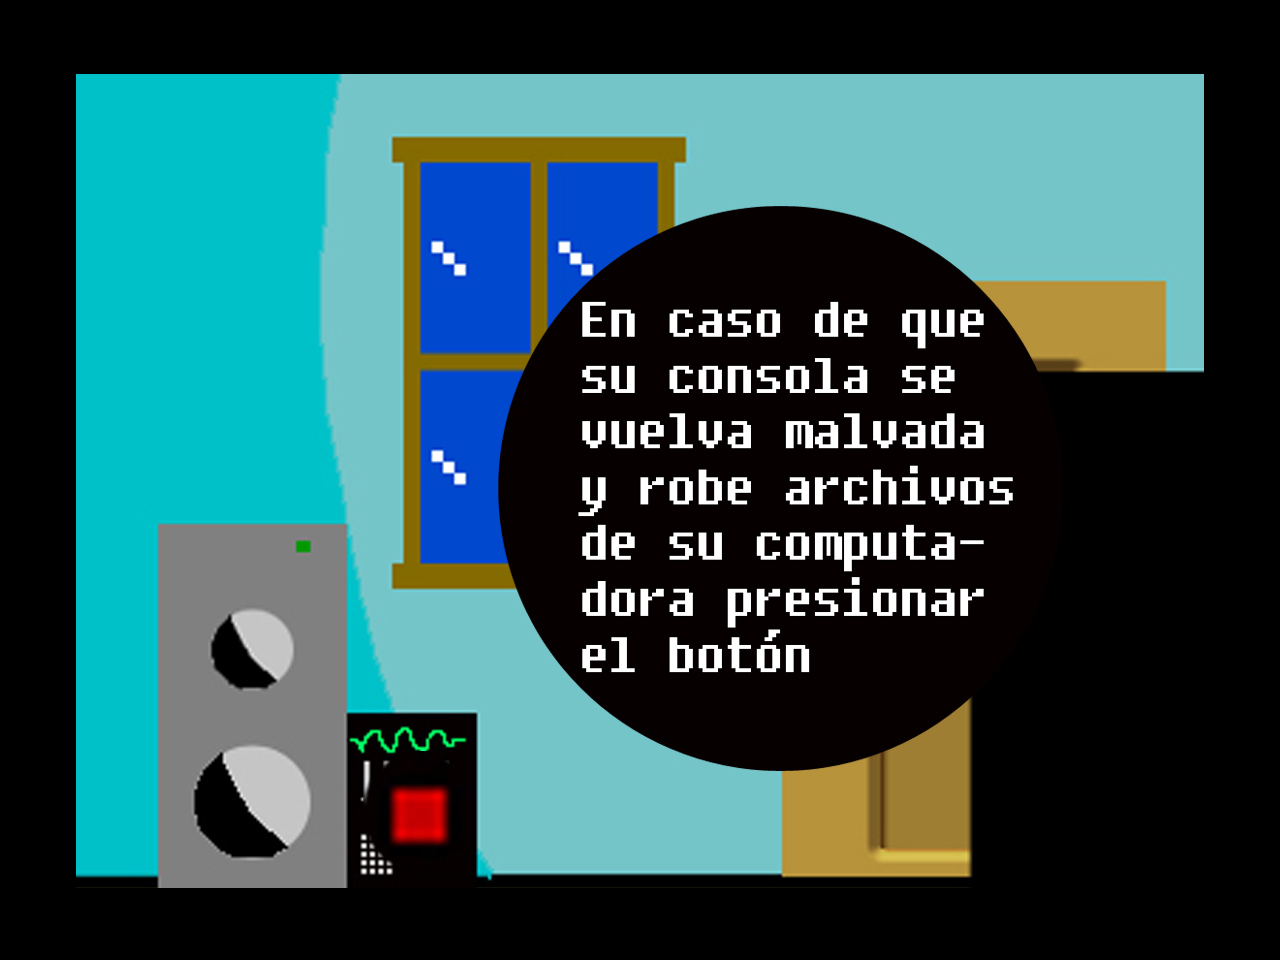 En caso de que
su consola se
vuelva malvada
y robe archivos
de su computa-
dora presionar
el botón